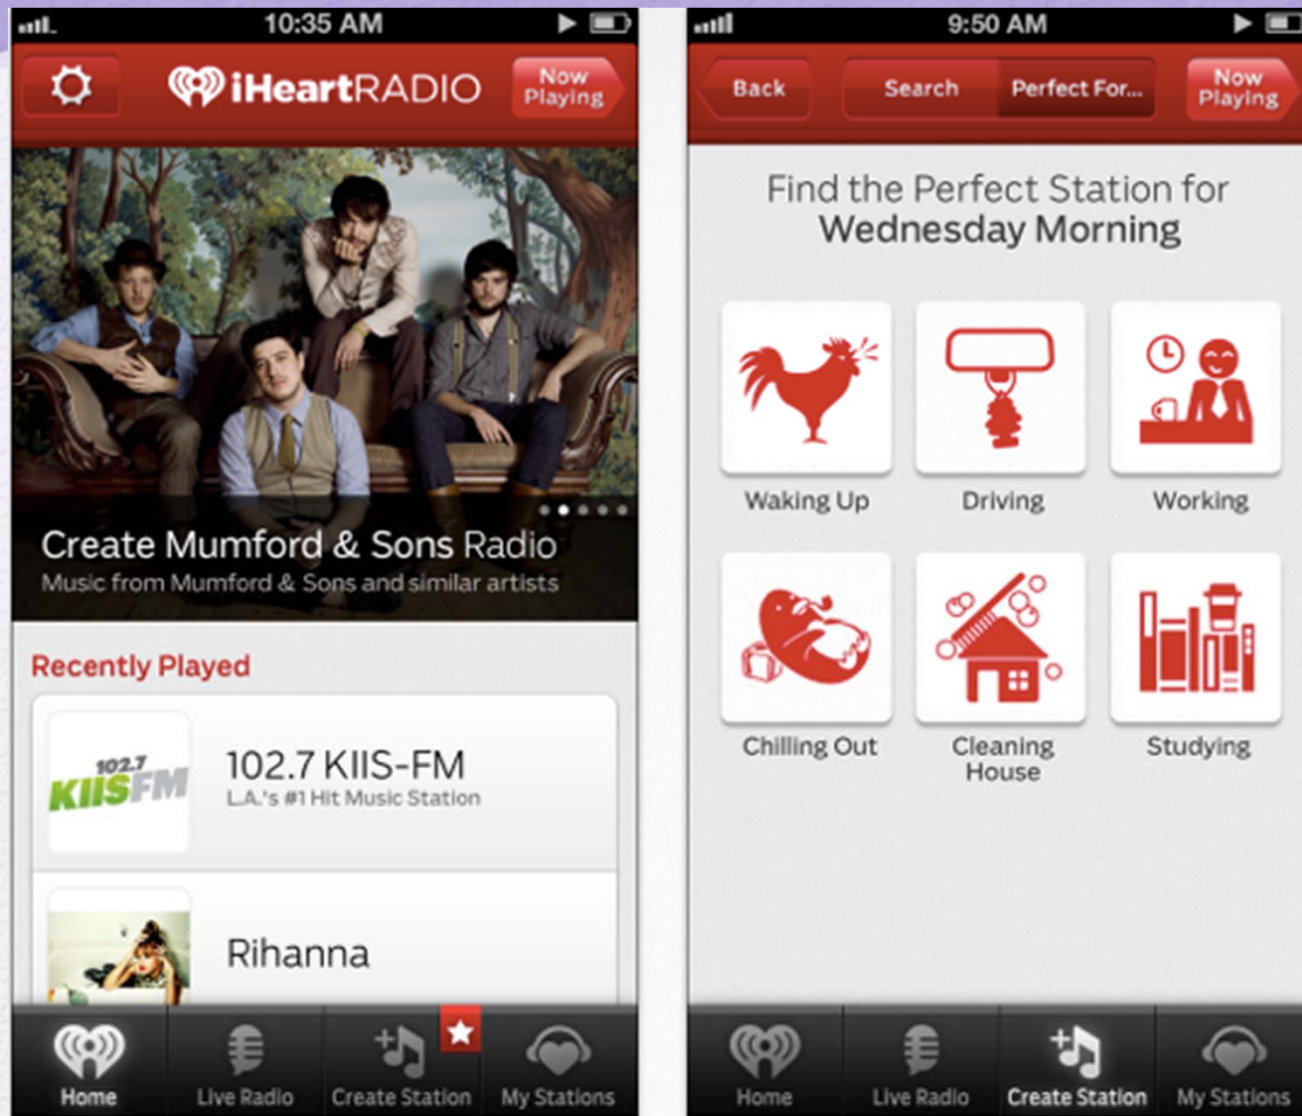 10:35 AM
iHeartRADIO
Now
Playing
Create Mumford & Sons Radio
Music from Mumford & Sons and similar artists
Recently Played
102.7
KIISFM
102.7 KIIS-FM
L.A.'s #1 Hit Music Station
Rihanna
Home
Live Radio
Create Station
My Stations
9:50 AM
Back
Search
Perfect For...
Now
Playing
Find the Perfect Station for
Wednesday Morning
Waking Up
Driving
Working
Chilling Out
Cleaning
House
Studying
Home
Live Radio
Create Station
My Stations